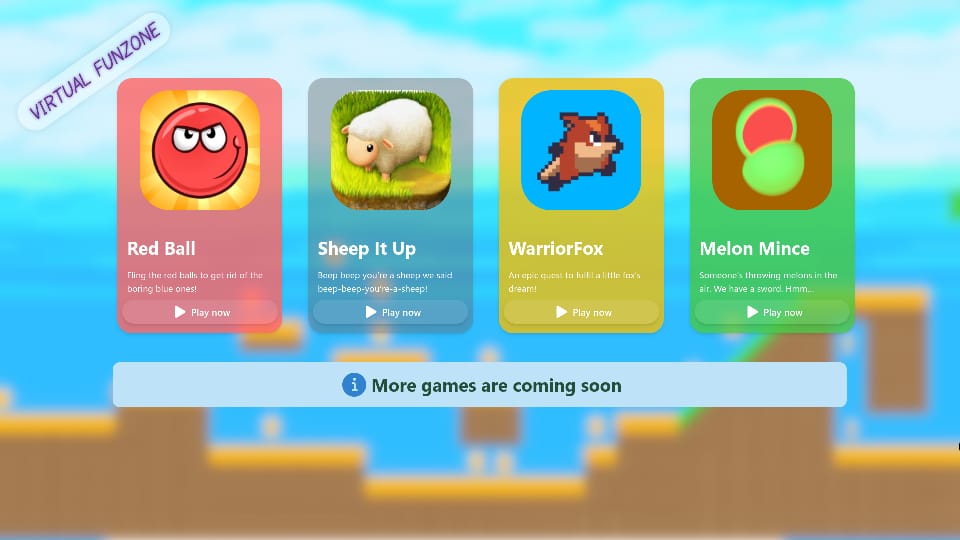 VIRTUAL FUNZONE
Red Ball
Fling the red balls to get rid of the
boring blue ones!
Play now
Sheep It Up
Beep beep you're a sheep we said
beep-beep-you're-a-sheep!
Play now
WarriorFox
An epic quest to fulfil a little fox's
dream!
Play now
Melon Mince
Someone's throwing melons in the
air. We have a sword. Hmm...
Play now
More games are coming soon